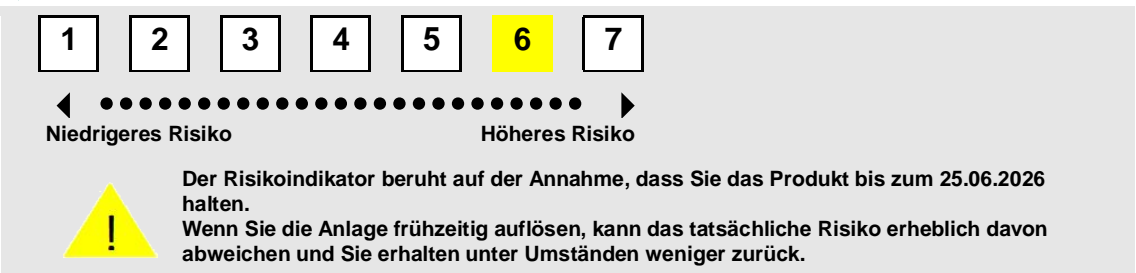 1 2 3 4 5 6 7
Niedrigeres Risiko Höheres Risiko
Der Risikoindikator beruht auf der Annahme, dass Sie das Produkt bis zum 25.06.2026
halten.
Wenn Sie die Anlage frühzeitig auflösen, kann das tatsächliche Risiko erheblich davon
abweichen und Sie erhalten unter Umständen weniger zurück.
!